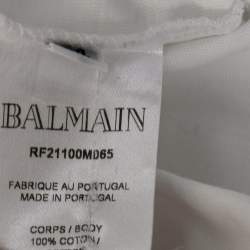 BALMAIN
RF21100M065
FABRIQUE AU PORTUGAL
MADE IN PORTUGAL
CORPS / BODY
100% COTON /